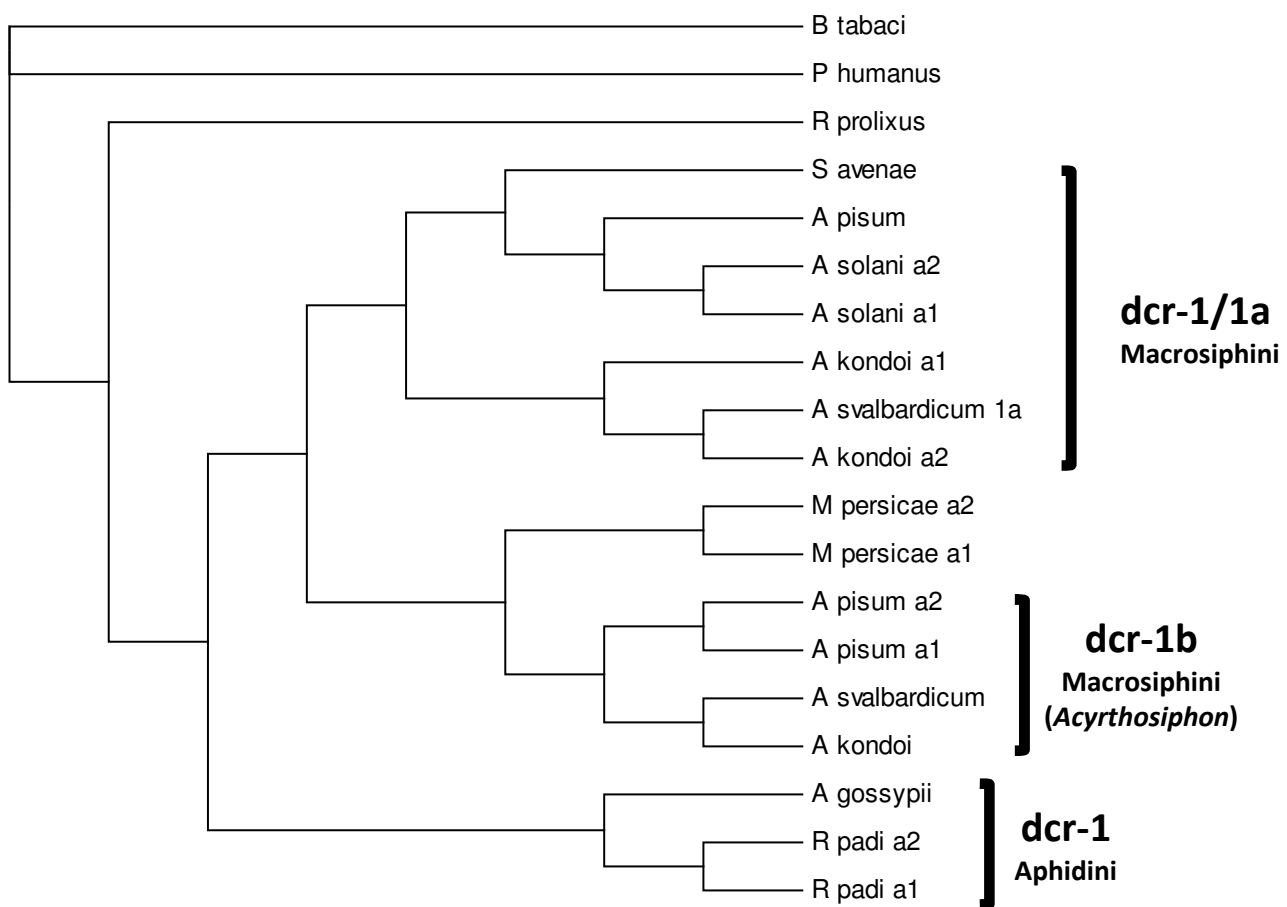 B tabaci
P humanus
R prolixus
S avenae
A pisum
A solani a2
A solani a1
A kondoi a1
A svalbardicum 1a
A kondoi a2
dcr-1/1a
Macrosiphini
M persicae a2
M persicae a1
A pisum a2
A pisum a1
A svalbardicum
A kondoi
dcr-1b
Macrosiphini
(Acyrthosiphon)
A gossypii
R padi a2
R padi a1
dcr-1
Aphidini